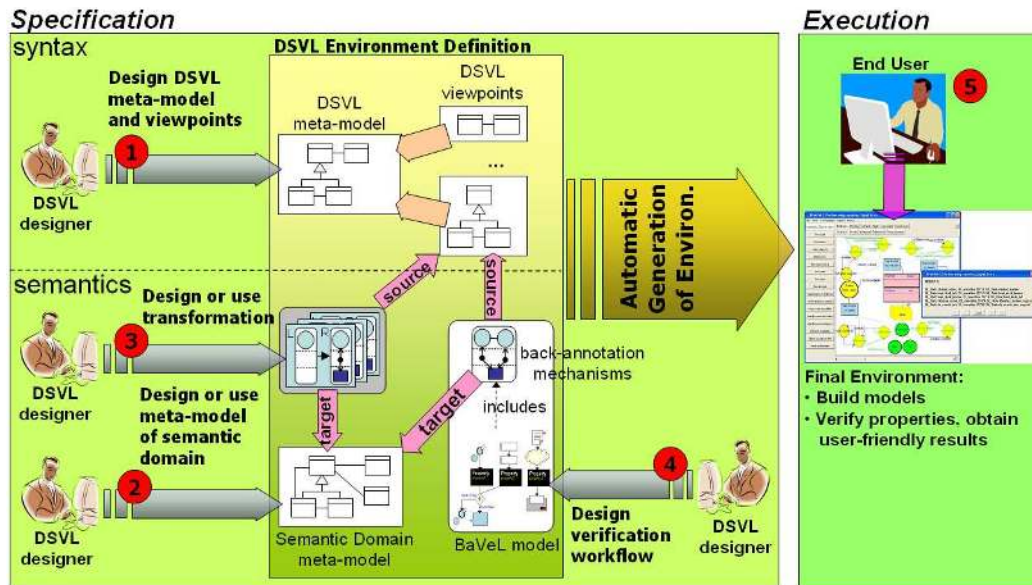 Specification
Execution
syntax
DSVL Environment Definition
Design DSVL
meta-model
and viewpoints
DSVL
meta-model
DSVL
viewpoints
...
1
DSVL
designer
source
source
semantics
Design or use
transformation
3
DSVL
designer
back-annotation
mechanisms
target
target
includes
Design or use
meta-model
of semantic
domain
2
DSVL
designer
Semantic Domain
meta-model
Property
Property
Property
BaVeL model
4
Design
verification
workflow
DSVL
designer
Automatic
Generation
of Environ.
End User
5
Final Environment:
• Build models
• Verify properties, obtain
user-friendly results